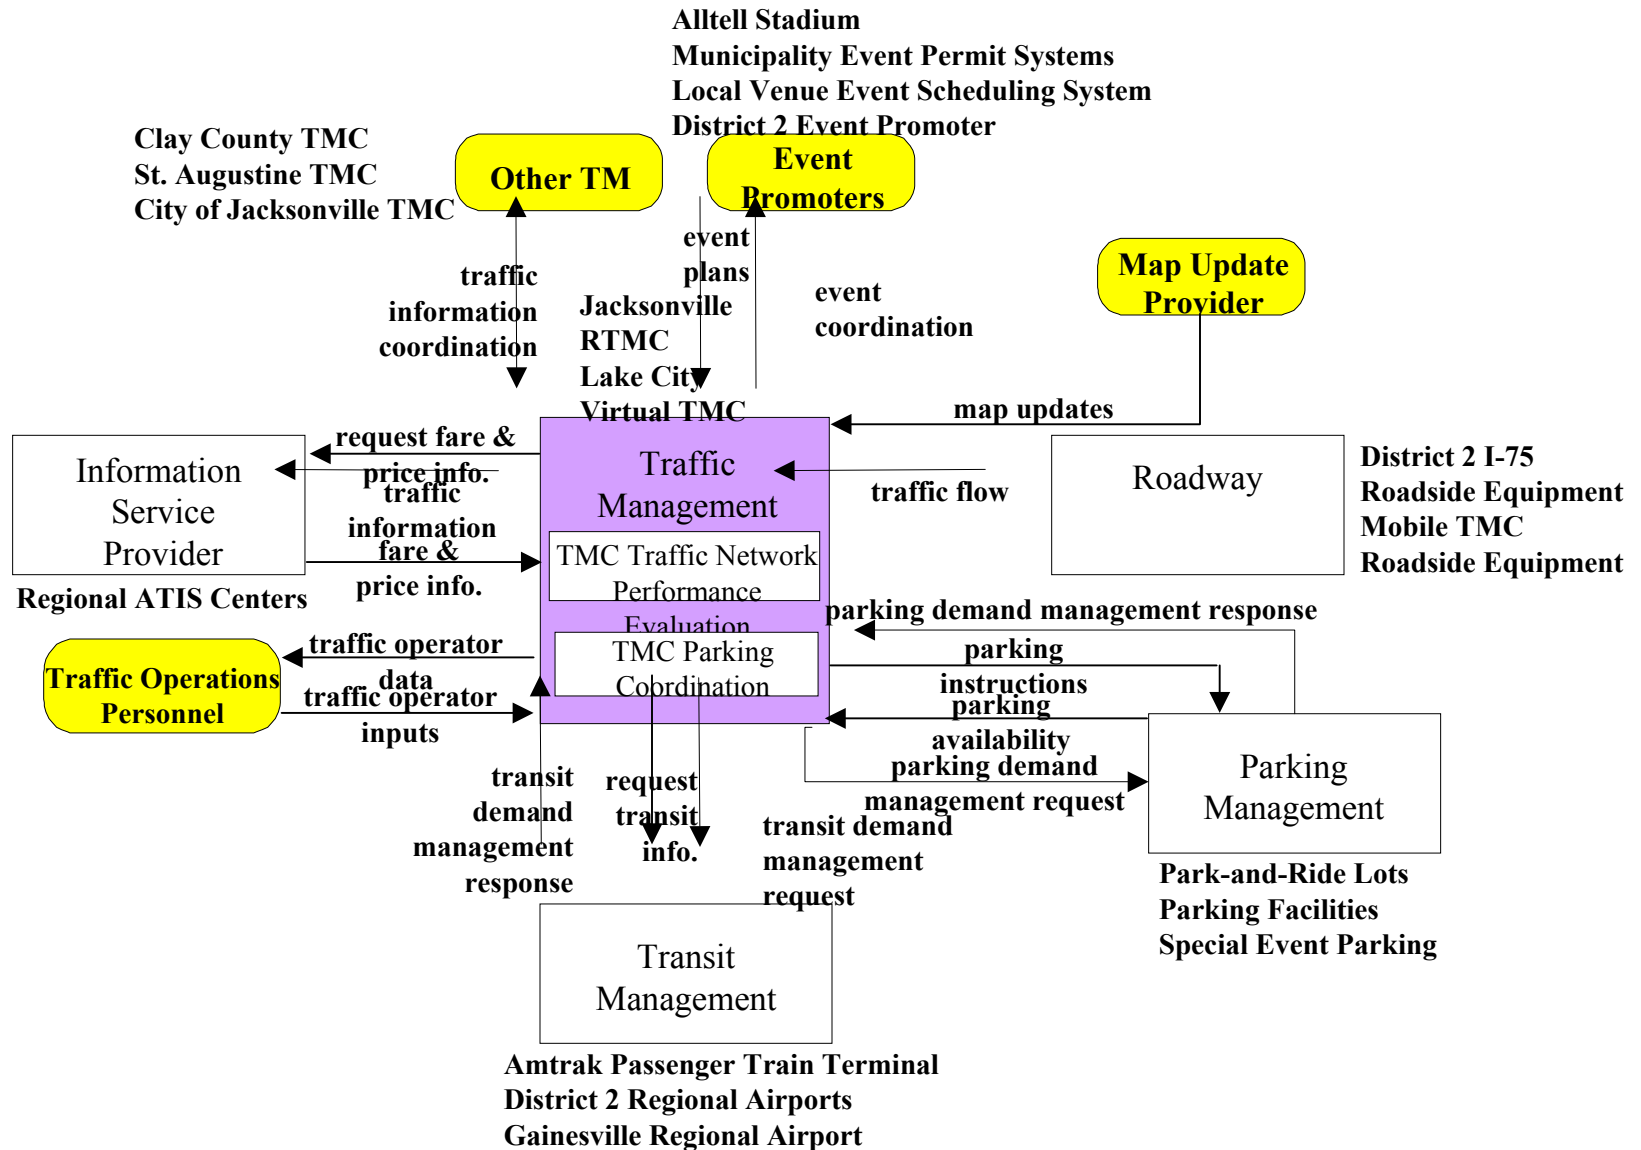 Alltell Stadium
Municipality Event Permit Systems
Local Venue Event Scheduling System
District 2 Event Promoter
Clay County TMC
St. Augustine TMC
City of Jacksonville TMC
Other TM
Event
Promoters
event
plans
traffic
information
coordination
Map Update
Provider
event
coordination
Jacksonville
RTMC
Lake City
Virtual TMC
map updates
request fare &
price info.
traffic
information
fare &
price info.
Information
Service
Provider
Regional ATIS Centers
Traffic
Management
traffic flow
Roadway
District 2 I-75
Roadside Equipment
Mobile TMC
Roadside Equipment
TMC Traffic Network
Performance
Evaluation
TMC Parking
Coordination
parking demand management response
parking
instructions
parking
availability
parking demand
management request
traffic operator
data
traffic operator
inputs
Traffic Operations
Personnel
Parking
Management
Park-and-Ride Lots
Parking Facilities
Special Event Parking
transit
demand
management
response
request
transit
info.
transit demand
management
request
Transit
Management
Amtrak Passenger Train Terminal
District 2 Regional Airports
Gainesville Regional Airport